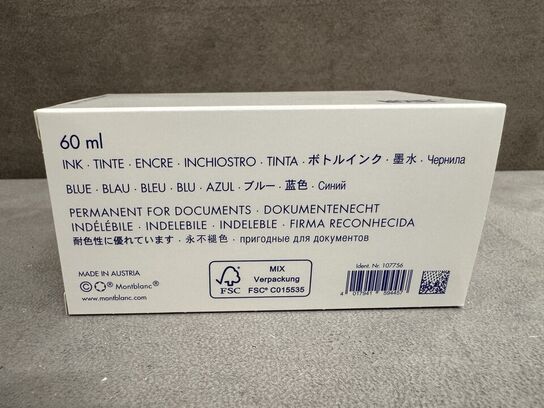 60 ml
INK · TINTE · ENCRE · INCHIOSTRO · TINTA · ボトルインク · 墨水 · Чернила
BLUE · BLAU · BLEU · BLU · AZUL · ブルー · 蓝色 · Синий
PERMANENT FOR DOCUMENTS · DOKUMENTENECHT
INDÉLÉBILE · INDELEBILE · INDELEBLE · FIRMA RECONHECIDA
耐色性に優れています · 永不褪色 · пригодные для документов
MADE IN AUSTRIA
© Montblanc®
www.montblanc.com
FSC
MIX
Verpackung
FSC® C015535
Ident. Nr. 107756
4 017941 594457